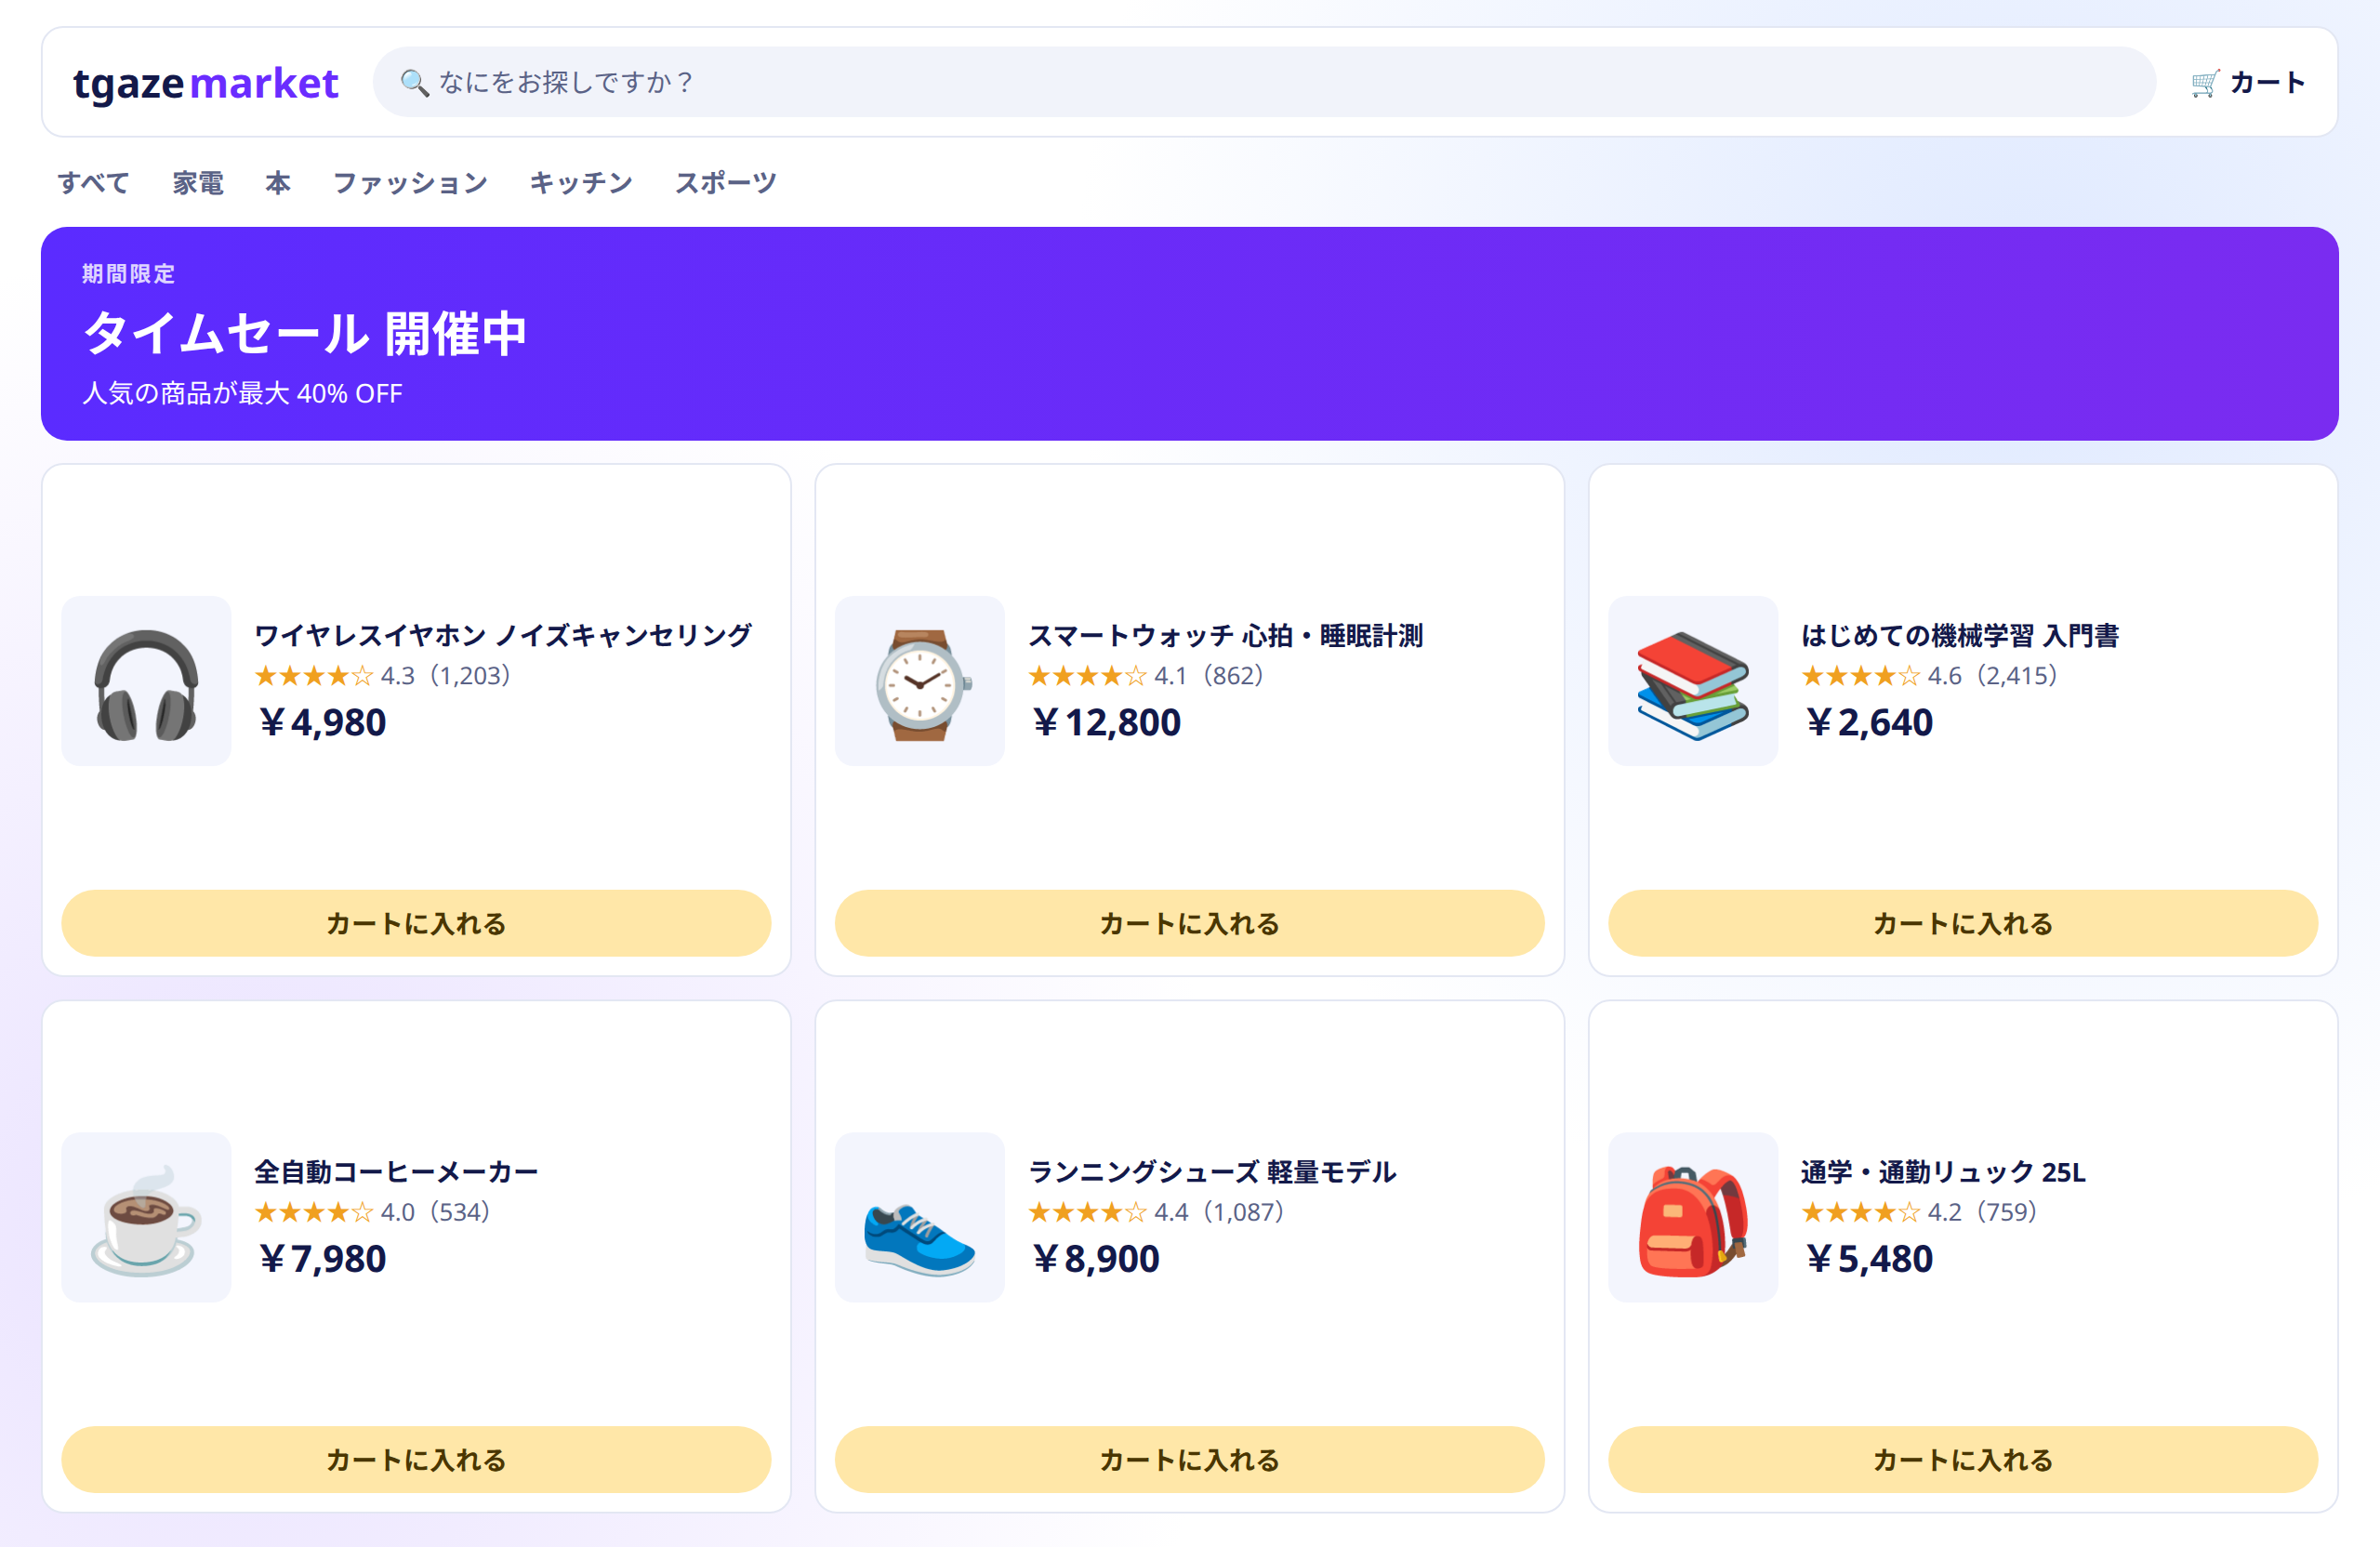 tgaze market
🔍 なにをお探しですか？
🛒 カート
すべて 家電 本 ファッション キッチン スポーツ
期間限定
タイムセール 開催中
人気の商品が最大 40% OFF
ワイヤレスイヤホン ノイズキャンセリング
★★★★☆ 4.3（1,203）
￥4,980
カートに入れる
スマートウォッチ 心拍・睡眠計測
★★★★☆ 4.1（862）
￥12,800
カートに入れる
はじめての機械学習 入門書
★★★★☆ 4.6（2,415）
￥2,640
カートに入れる
全自動コーヒーメーカー
★★★★☆ 4.0（534）
￥7,980
カートに入れる
ランニングシューズ 軽量モデル
★★★★☆ 4.4（1,087）
￥8,900
カートに入れる
通学・通勤リュック 25L
★★★★☆ 4.2（759）
￥5,480
カートに入れる